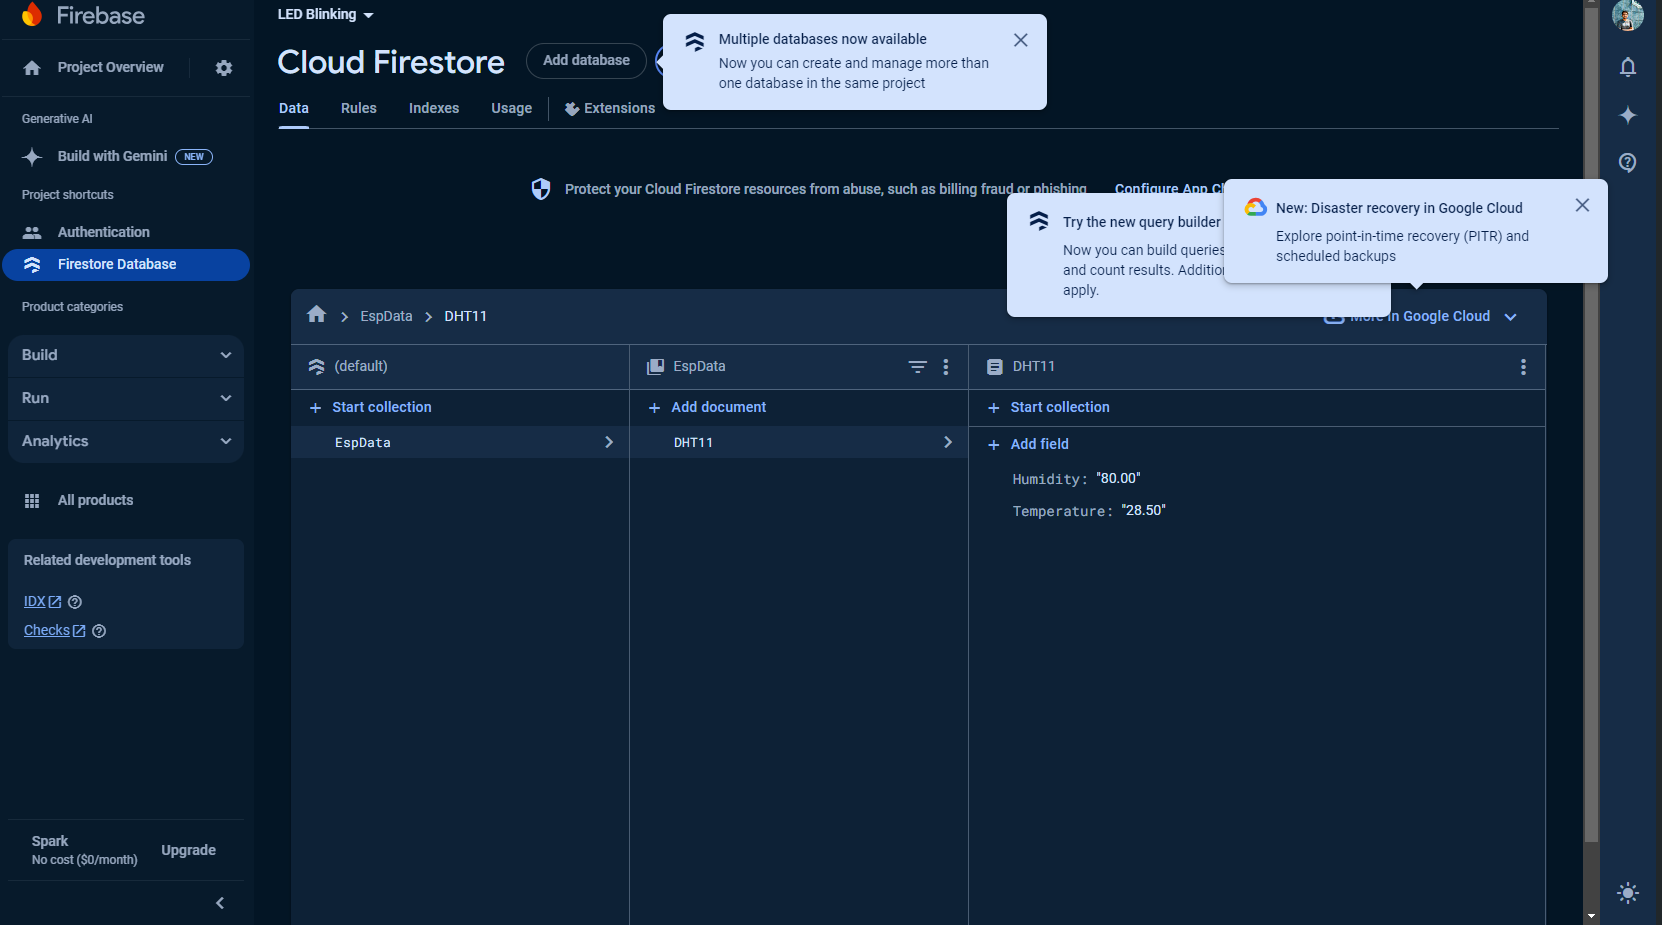 Firebase
Project Overview
Generative AI
Build with Gemini NEW
Project shortcuts
Authentication
Firestore Database
Product categories
Build
Run
Analytics
All products
Related development tools
IDX
Checks
Spark
No cost ($0/month)
Upgrade
LED Blinking
Cloud Firestore
Add database
Multiple databases now available
Now you can create and manage more than
one database in the same project
Data Rules Indexes Usage Extensions
Protect your Cloud Firestore resources from abuse, such as billing fraud or phishing Configure App
Try the new query builder
Now you can build queries
and count results.
apply.
New: Disaster recovery in Google Cloud
Explore point-in-time recovery (PITR) and
scheduled backups
EspData > DHT11
More in Google Cloud
(default)
+ Start collection
EspData
EspData
+ Add document
DHT11
DHT11
+ Start collection
+ Add field
Humidity: "80.00"
Temperature: "28.50"